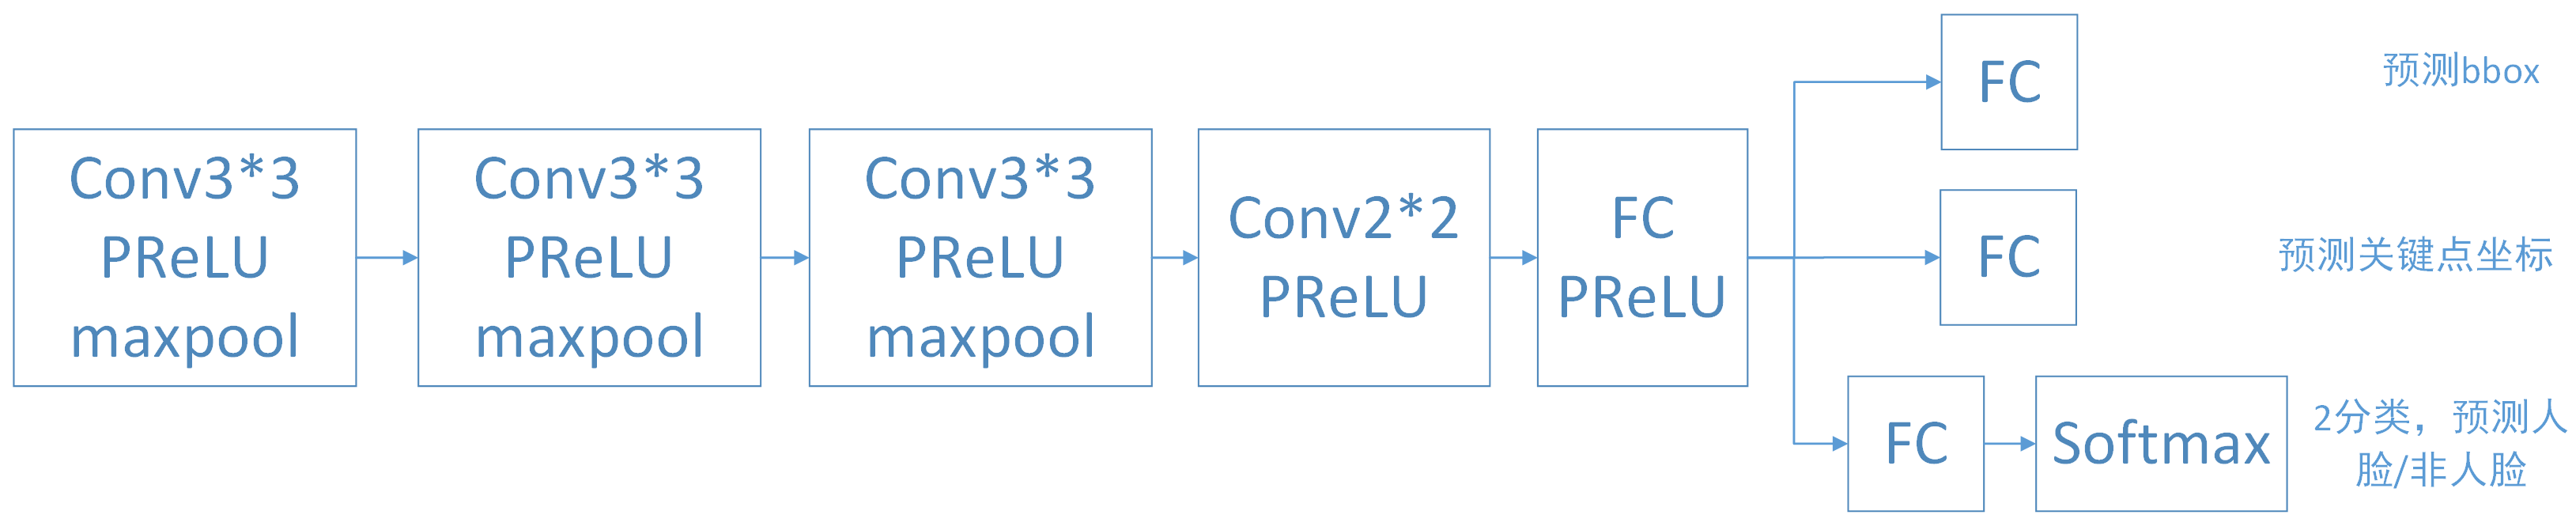 Conv3*3
PReLU
maxpool
Conv3*3
PReLU
maxpool
Conv3*3
PReLU
maxpool
Conv2*2
PReLU
FC
PReLU
FC
预测bbox
FC
预测关键点坐标
FC
Softmax
2分类，预测人
脸/非人脸